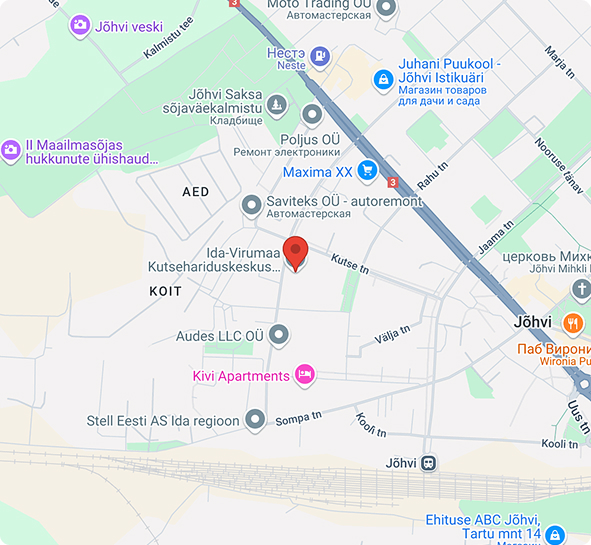 Moto Trading OÜ
Автомастерская
3
Jõhvi veski
Kalmistu tee
Нестэ
Neste
Marja tn
Juhani Puukool -
Jõhvi Istikuäri
Магазин товаров
для дачи и сада
Jõhvi Saksa
sõjaväekalmistu
Кладбище
Poljus OÜ
Ремонт электроники
II Maailmasõjas
hukkunute ühishaud...
Nooruse tänav
Maxima XX
Rahu tn
3
AED
Saviteks OÜ - autoremont
Автомастерская
Jaama tn
Ida-Virumaa
Kutsehariduskeskus...
Kutse tn
церковь Михк
Jõhvi Mihkli
KOIT
Jõhvi
Audes LLC OÜ
Välja tn
Паб Вирони
Wironia Pu
Kivi Apartments
Stell Eesti AS Ida regioon
Sompa tn
Kooli tn
Uus tn
Kooli tn
Jõhvi
Ehituse ABC Jõhvi,
Tartu mnt 14
Магазин